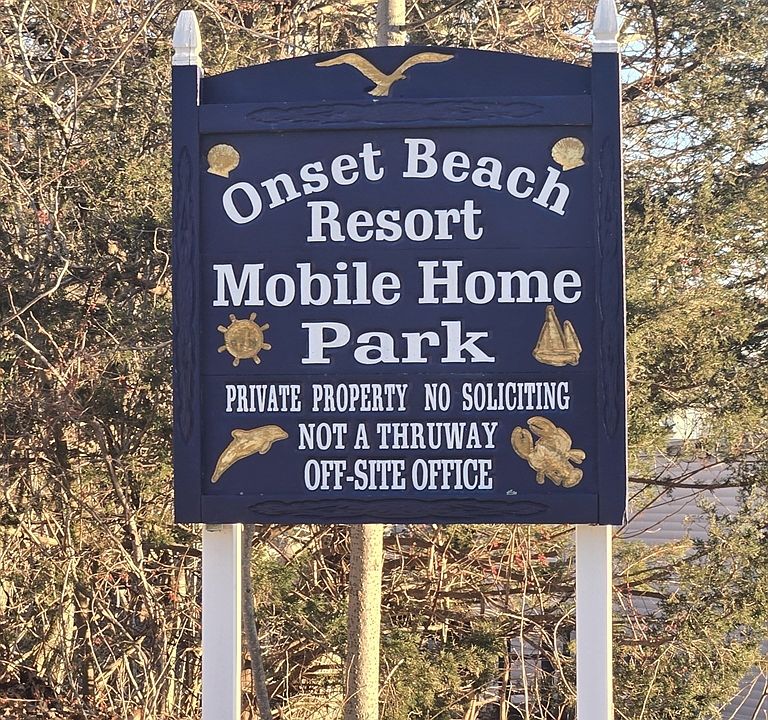 Onset Beach
Resort
Mobile Home
Park
PRIVATE PROPERTY NO SOLICITING
NOT A THRUWAY
OFF-SITE OFFICE